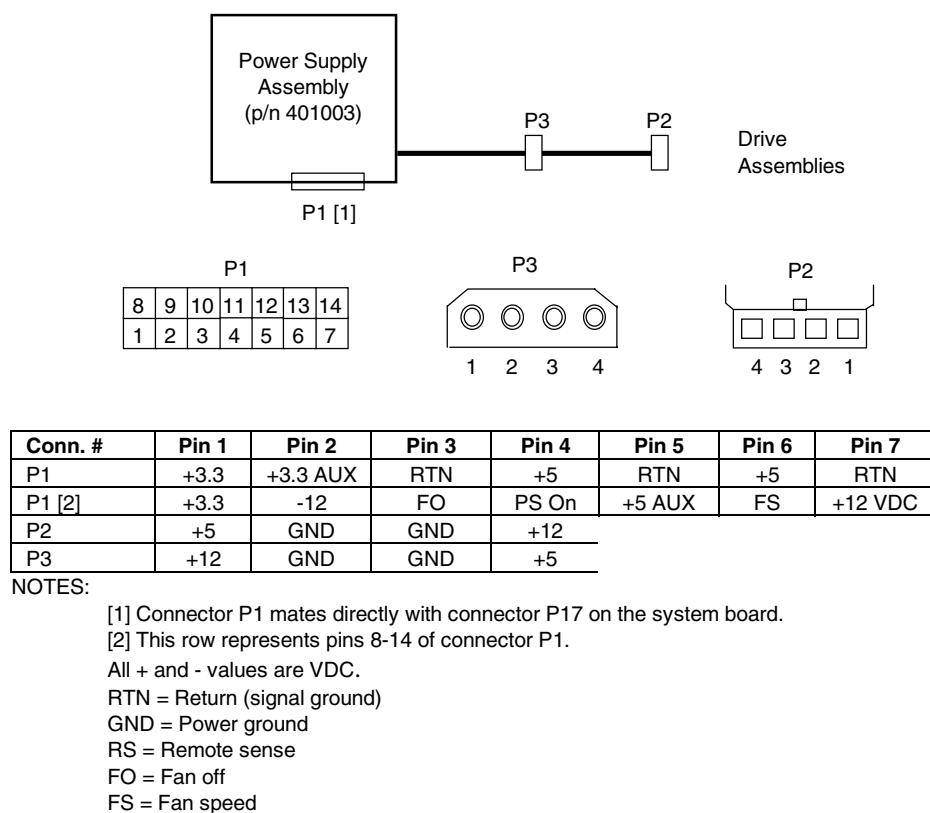 Power Supply
Assembly
(p/n 401003)
P3
P2
Drive
Assemblies
P1 [1]
P1
8 9 10 11 12 13 14
1 2 3 4 5 6 7
P3
1 2 3 4
P2
4 3 2 1
Conn. # Pin 1 Pin 2 Pin 3 Pin 4 Pin 5 Pin 6 Pin 7
P1 +3.3 +3.3 AUX RTN +5 RTN +5 RTN
P1 [2] +3.3 -12 FO PS On +5 AUX FS +12 VDC
P2 +5 GND GND +12
P3 +12 GND GND +5
NOTES:
[1] Connector P1 mates directly with connector P17 on the system board.
[2] This row represents pins 8-14 of connector P1.
All + and - values are VDC.
RTN = Return (signal ground)
GND = Power ground
RS = Remote sense
FO = Fan off
FS = Fan speed